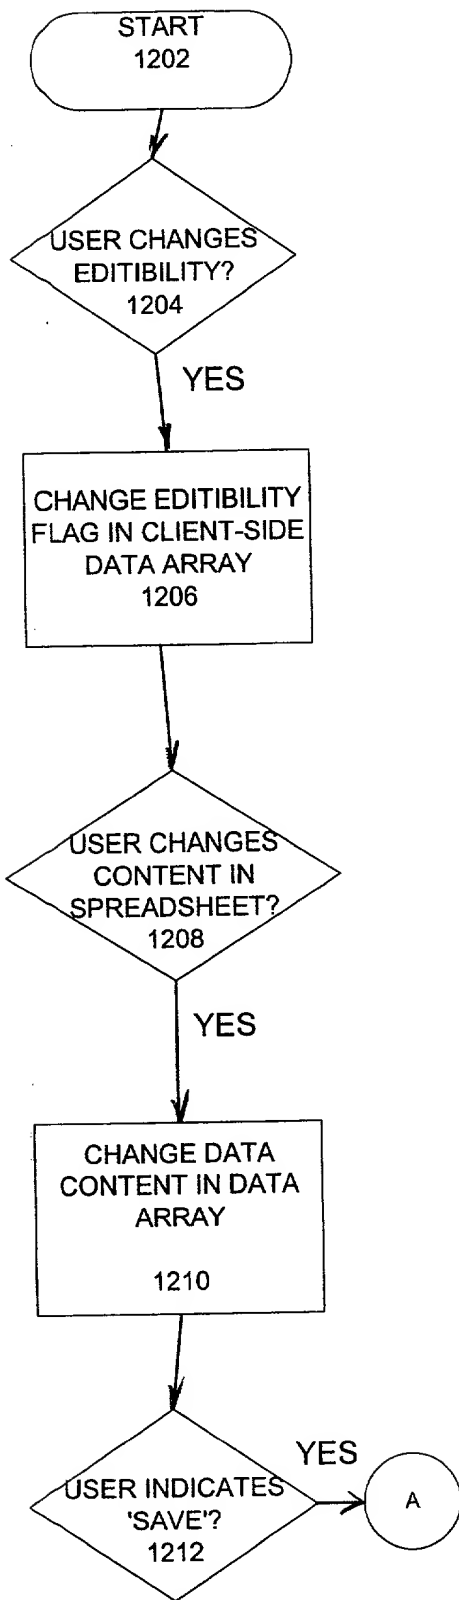 START
1202
USER CHANGES
EDITIBILITY?
1204
YES
CHANGE EDITIBILITY
FLAG IN CLIENT-SIDE
DATA ARRAY
1206
USER CHANGES
CONTENT IN
SPREADSHEET?
1208
YES
CHANGE DATA
CONTENT IN DATA
ARRAY
1210
USER INDICATES
'SAVE'?
1212
YES
A